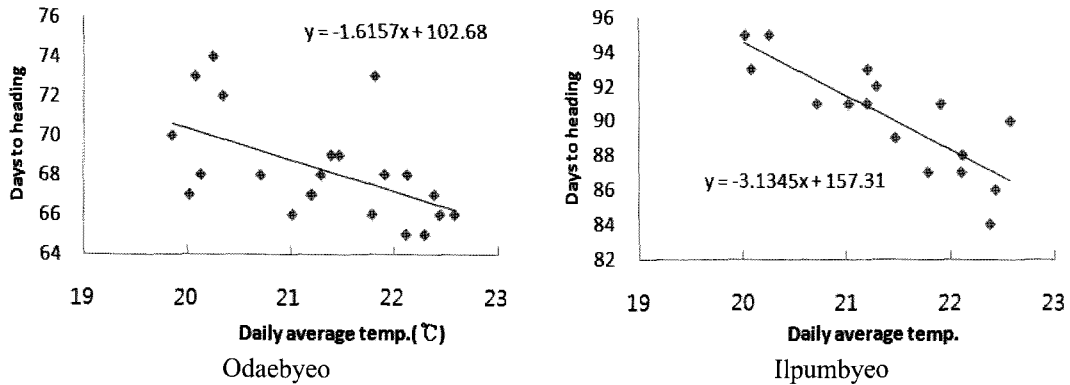 y = -1.6157x + 102.68
Days to heading
76
74
72
70
68
66
64
19 20 21 22 23
Daily average temp.(℃)
Odaebyeo
y = -3.1345x + 157.31
Days to heading
96
94
92
90
88
86
84
82
19 20 21 22 23
Daily average temp.
Ilpumbyeo